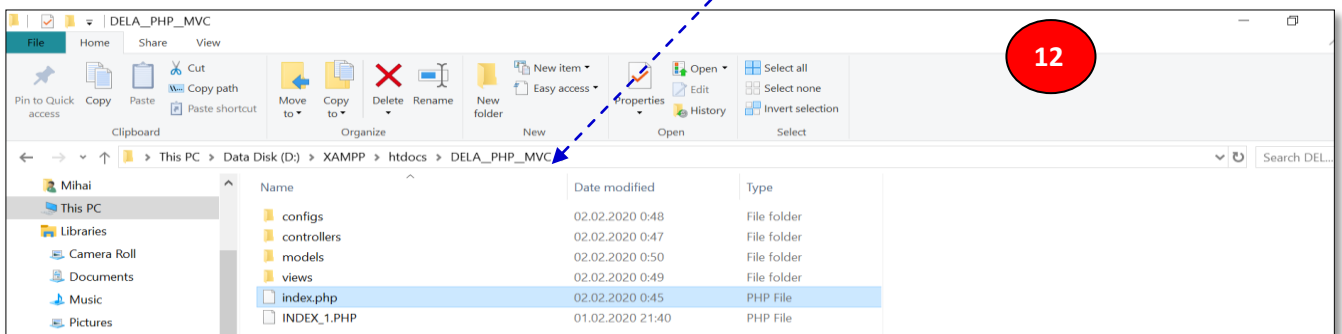 DELA__PHP__MVC
12
File Home Share View
Pin to Quick access
Copy
Paste
Cut
Copy path
Paste shortcut
Move to
Copy to
Delete
Rename
New folder
New item
Easy access
Properties
Open
Edit
History
Select all
Select none
Invert selection
Clipboard Organize New Open Select
This PC > Data Disk (D:) > XAMPP > htdocs > DELA__PHP__MVC
Search DEL...
Mihai
This PC
Libraries
Camera Roll
Documents
Music
Pictures
Name Date modified Type
configs 02.02.2020 0:48 File folder
controllers 02.02.2020 0:47 File folder
models 02.02.2020 0:50 File folder
views 02.02.2020 0:49 File folder
index.php 02.02.2020 0:45 PHP File
INDEX_1.PHP 01.02.2020 21:40 PHP File